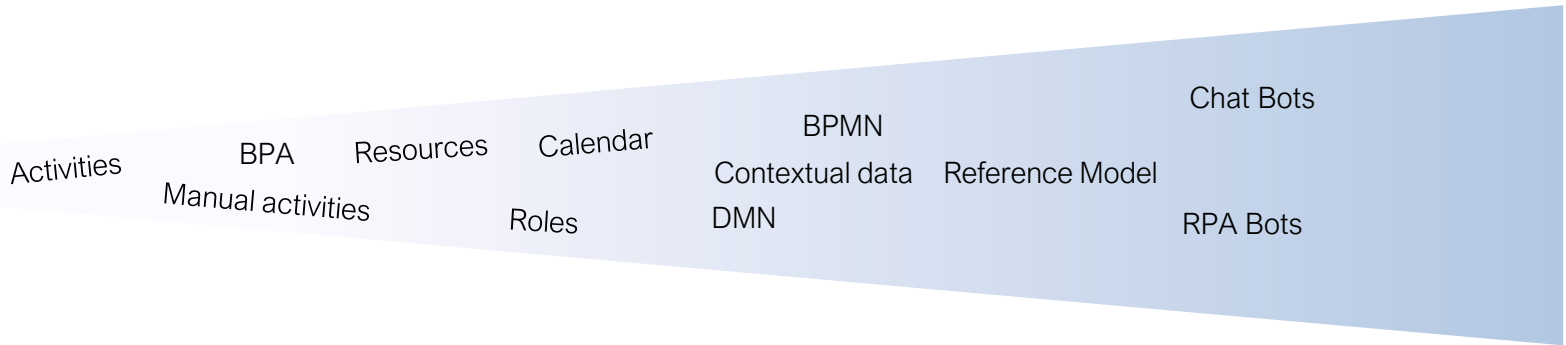 Activities
BPA
Manual activities
Resources
Calendar
Roles
BPMN
Contextual data
DMN
Reference Model
Chat Bots
RPA Bots